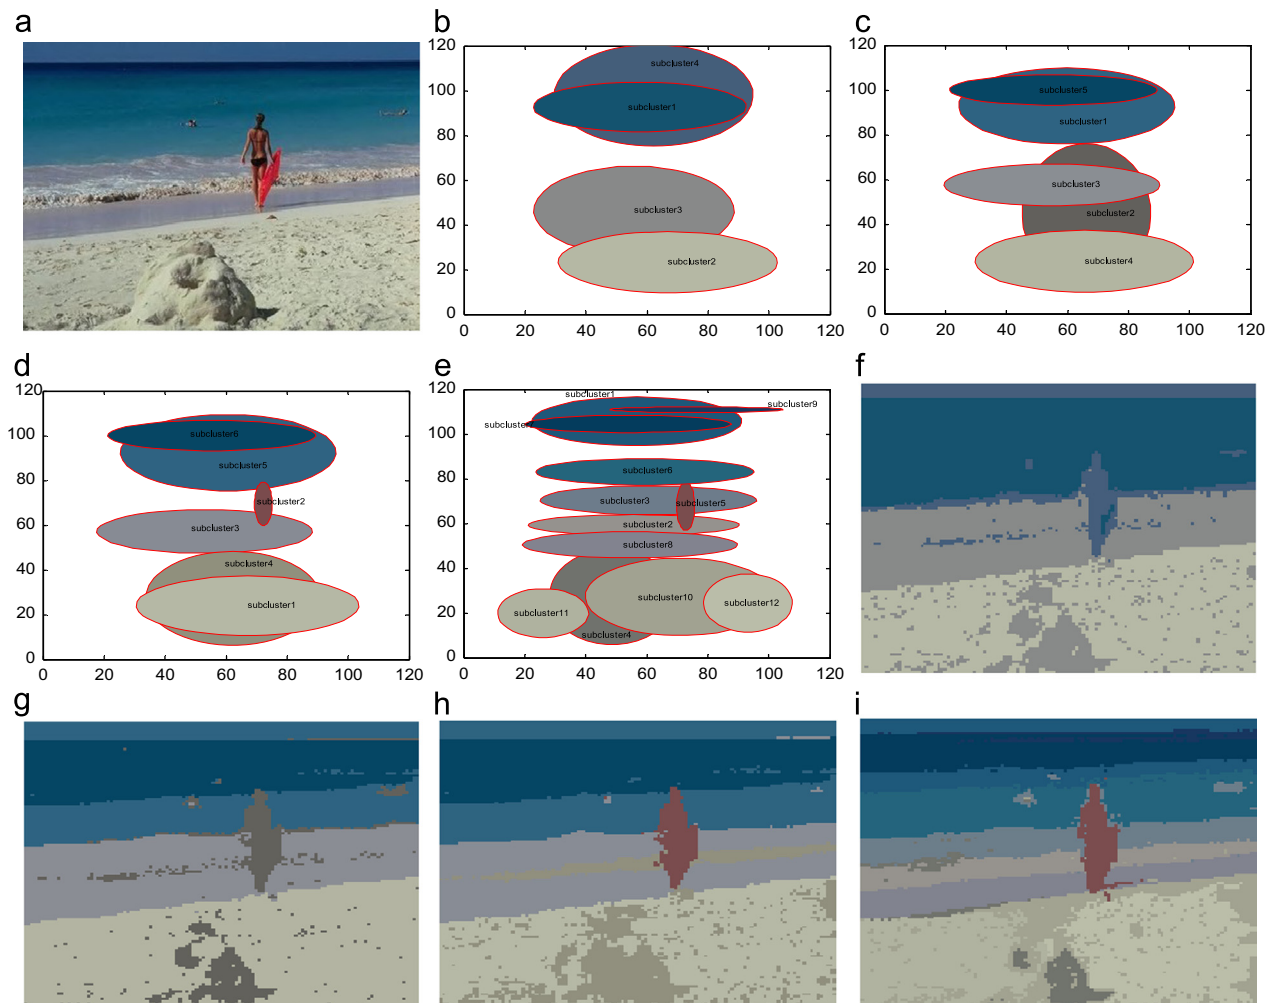 a
b
c
120
100
80
60
40
20
0
0 20 40 60 80 100 120
subcluster4
subcluster1
subcluster3
subcluster2
120
100
80
60
40
20
0
0 20 40 60 80 100 120
subcluster5
subcluster1
subcluster3
subcluster2
subcluster4
d
e
f
120
100
80
60
40
20
0
0 20 40 60 80 100 120
subcluster6
subcluster5
subcluster2
subcluster3
subcluster4
subcluster1
120
100
80
60
40
20
0
0 20 40 60 80 100 120
subcluster1
subcluster9
subcluster7
subcluster6
subcluster3
subcluster5
subcluster2
subcluster8
subcluster10
subcluster11
subcluster12
subcluster4
g
h
i